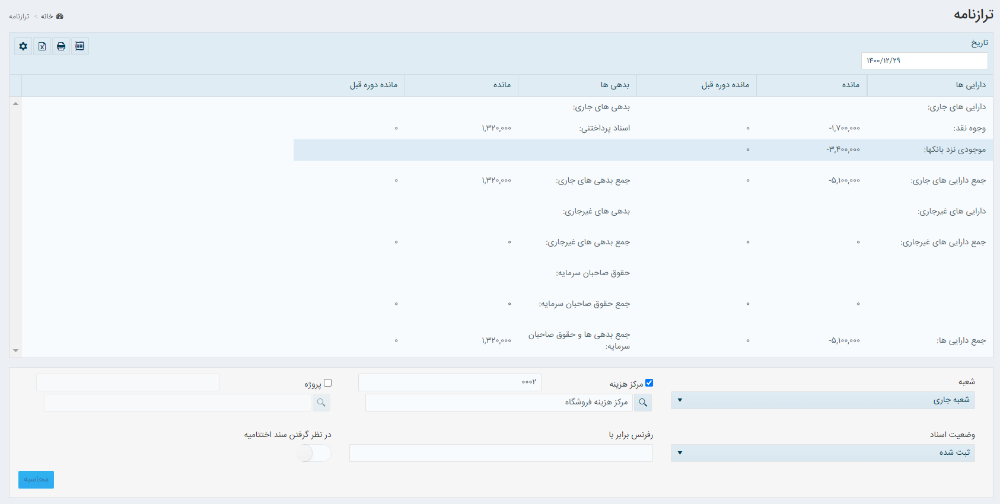 ترازنامه
خانه > ترازنامه
تاریخ
۱۴۰۰/۱۲/۲۹
دارایی ها	مانده	مانده دوره قبل	بدهی ها	مانده	مانده دوره قبل
دارایی های جاری:	بدهی های جاری:
وجوه نقد:	-۱,۷۰۰,۰۰۰	۰	اسناد پرداختنی:	۱,۳۲۰,۰۰۰	۰
موجودی نزد بانکها:	-۳,۴۰۰,۰۰۰	۰
جمع دارایی های جاری:	-۵,۱۰۰,۰۰۰	۰	جمع بدهی های جاری:	۱,۳۲۰,۰۰۰	۰
دارایی های غیرجاری:	بدهی های غیرجاری:
جمع دارایی های غیرجاری:	۰	۰	جمع بدهی های غیرجاری:	۰	۰
حقوق صاحبان سرمایه:
۰	۰	جمع حقوق صاحبان سرمایه:	۰	۰
جمع دارایی ها:	-۵,۱۰۰,۰۰۰	۰	جمع بدهی ها و حقوق صاحبان سرمایه:	۱,۳۲۰,۰۰۰	۰
شعبه
شعبه جاری
مرکز هزینه	۰۰۰۲
مرکز هزینه فروشگاه
پروژه
وضعیت اسناد
ثبت شده
رفرنس برابر با
در نظر گرفتن سند اختتامیه
محاسبه